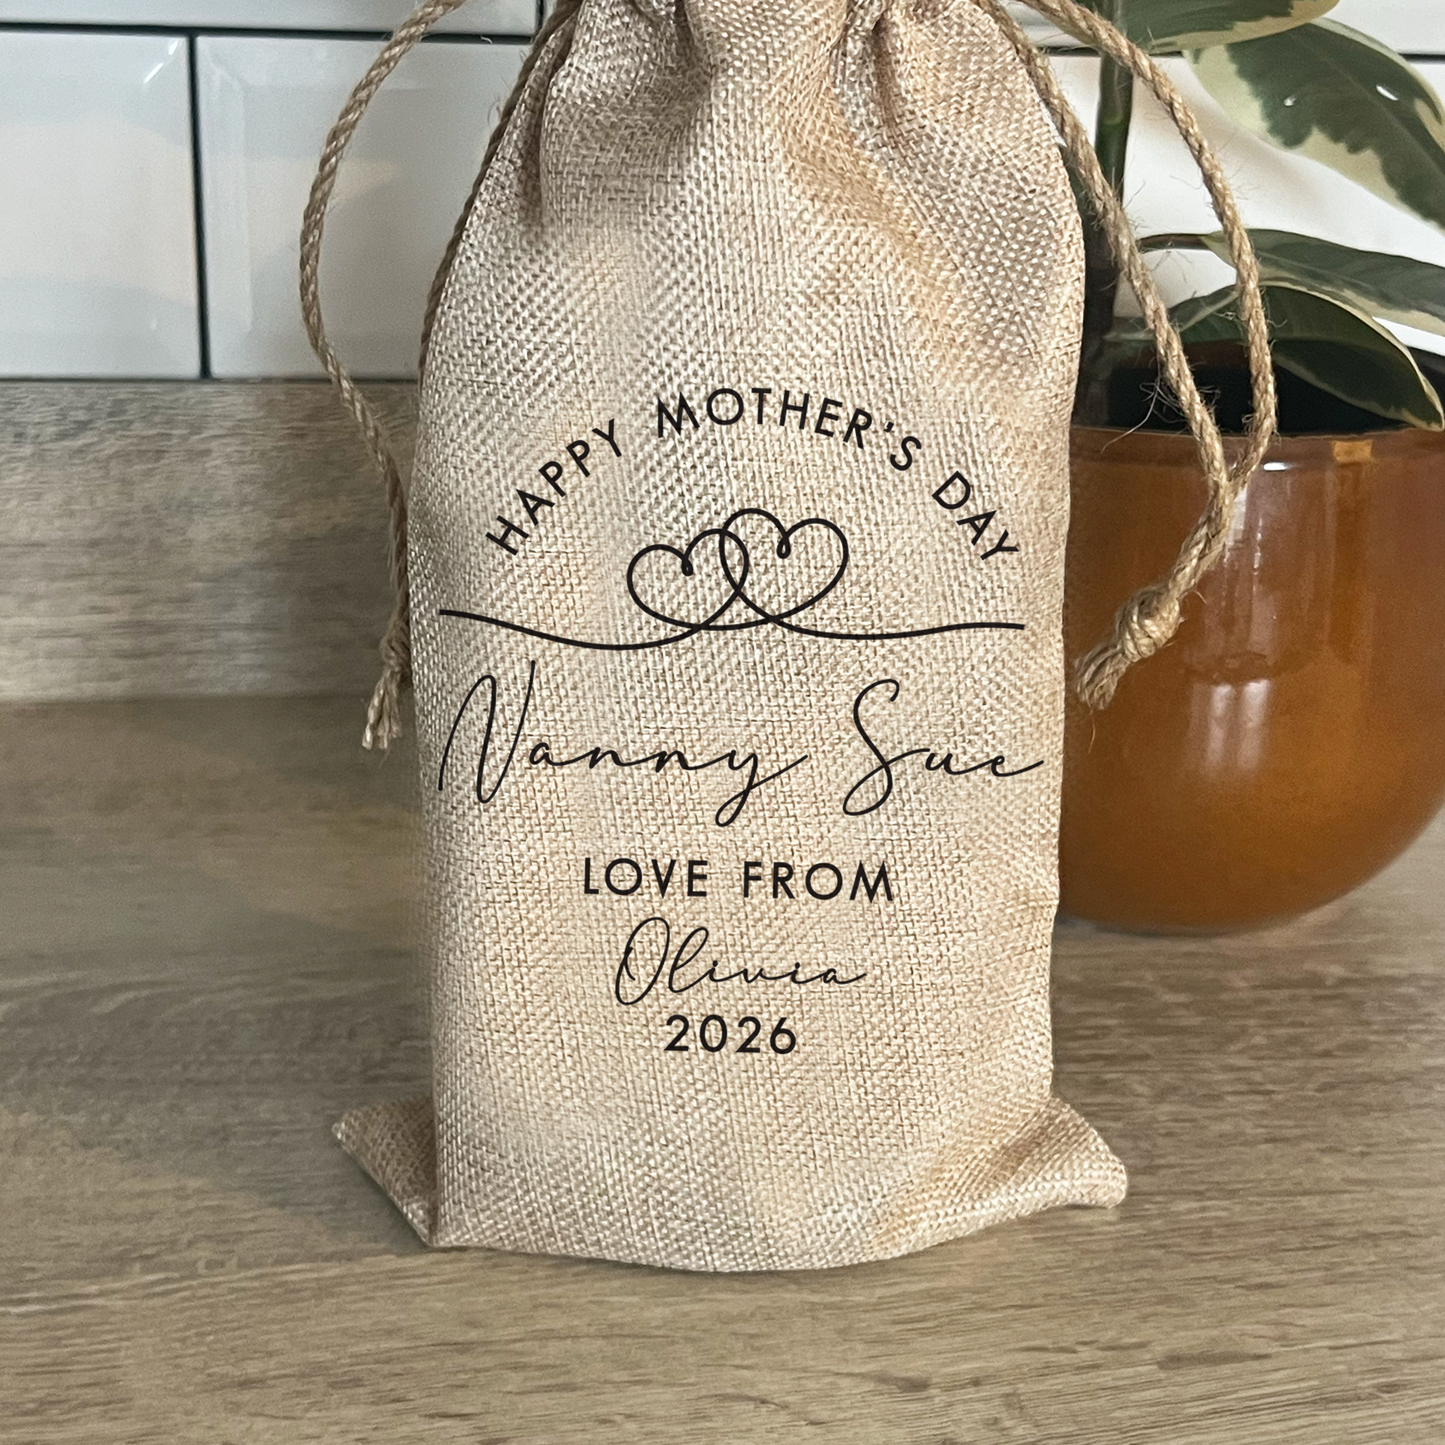 HAPPY MOTHER'S DAY
Nanny Sue
LOVE FROM
Olivia
2026